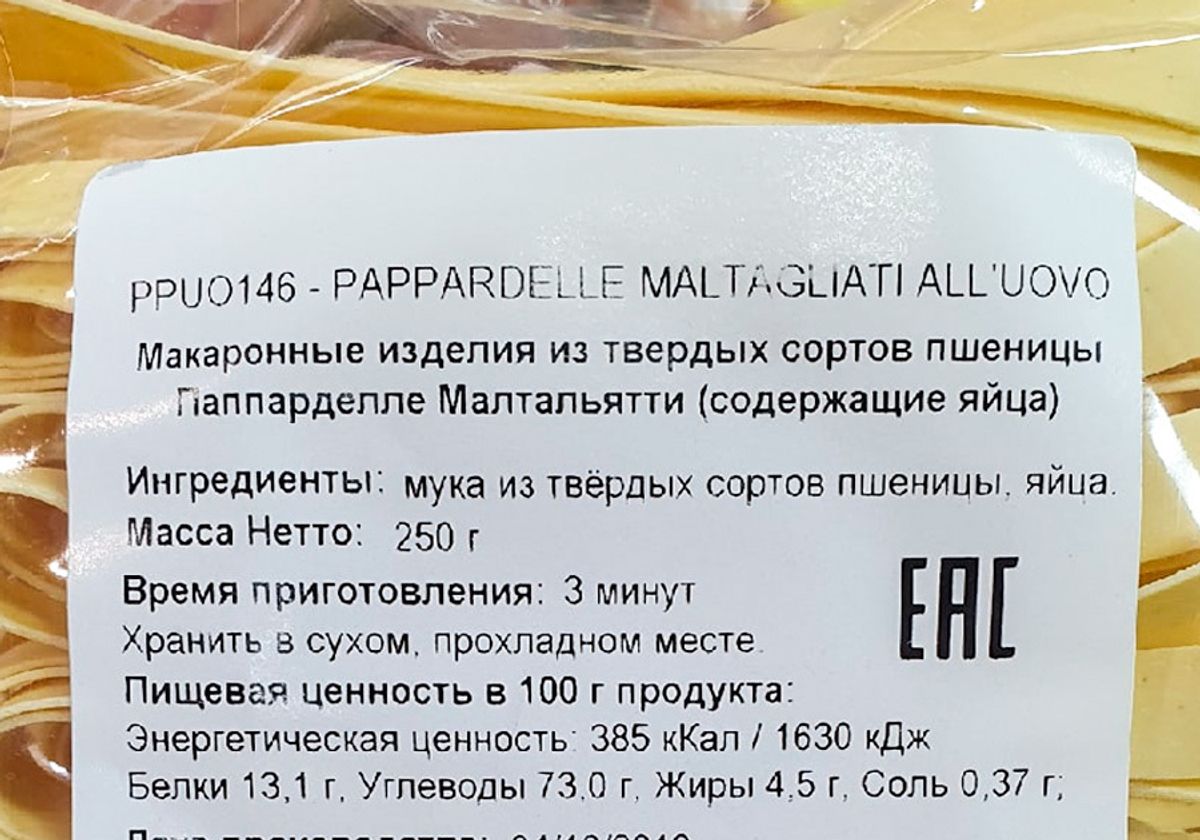 PPUO146 - PAPPARDELLE MALTAGLIATI ALL'UOVO
Макаронные изделия из твердых сортов пшеницы
Паппарделле Малтальятти (содержащие яйца)
Ингредиенты: мука из твёрдых сортов пшеницы, яйца.
Масса Нетто: 250 г
Время приготовления: 3 минут
Хранить в сухом, прохладном месте.
EAC
Пищевая ценность в 100 г продукта:
Энергетическая ценность: 385 кКал / 1630 кДж
Белки 13,1 г, Углеводы 73,0 г, Жиры 4,5 г, Соль 0,37 г;